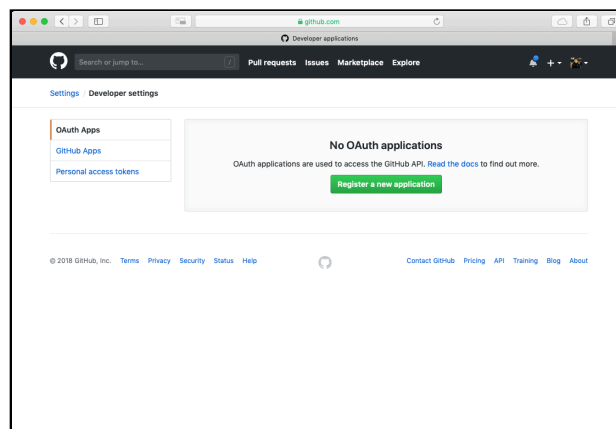 github.com
Developer applications
Search or jump to... / Pull requests Issues Marketplace Explore
Settings / Developer settings
OAuth Apps
GitHub Apps
Personal access tokens
No OAuth applications
OAuth applications are used to access the GitHub API. Read the docs to find out more.
Register a new application
© 2018 GitHub, Inc. Terms Privacy Security Status Help Contact GitHub Pricing API Training Blog About